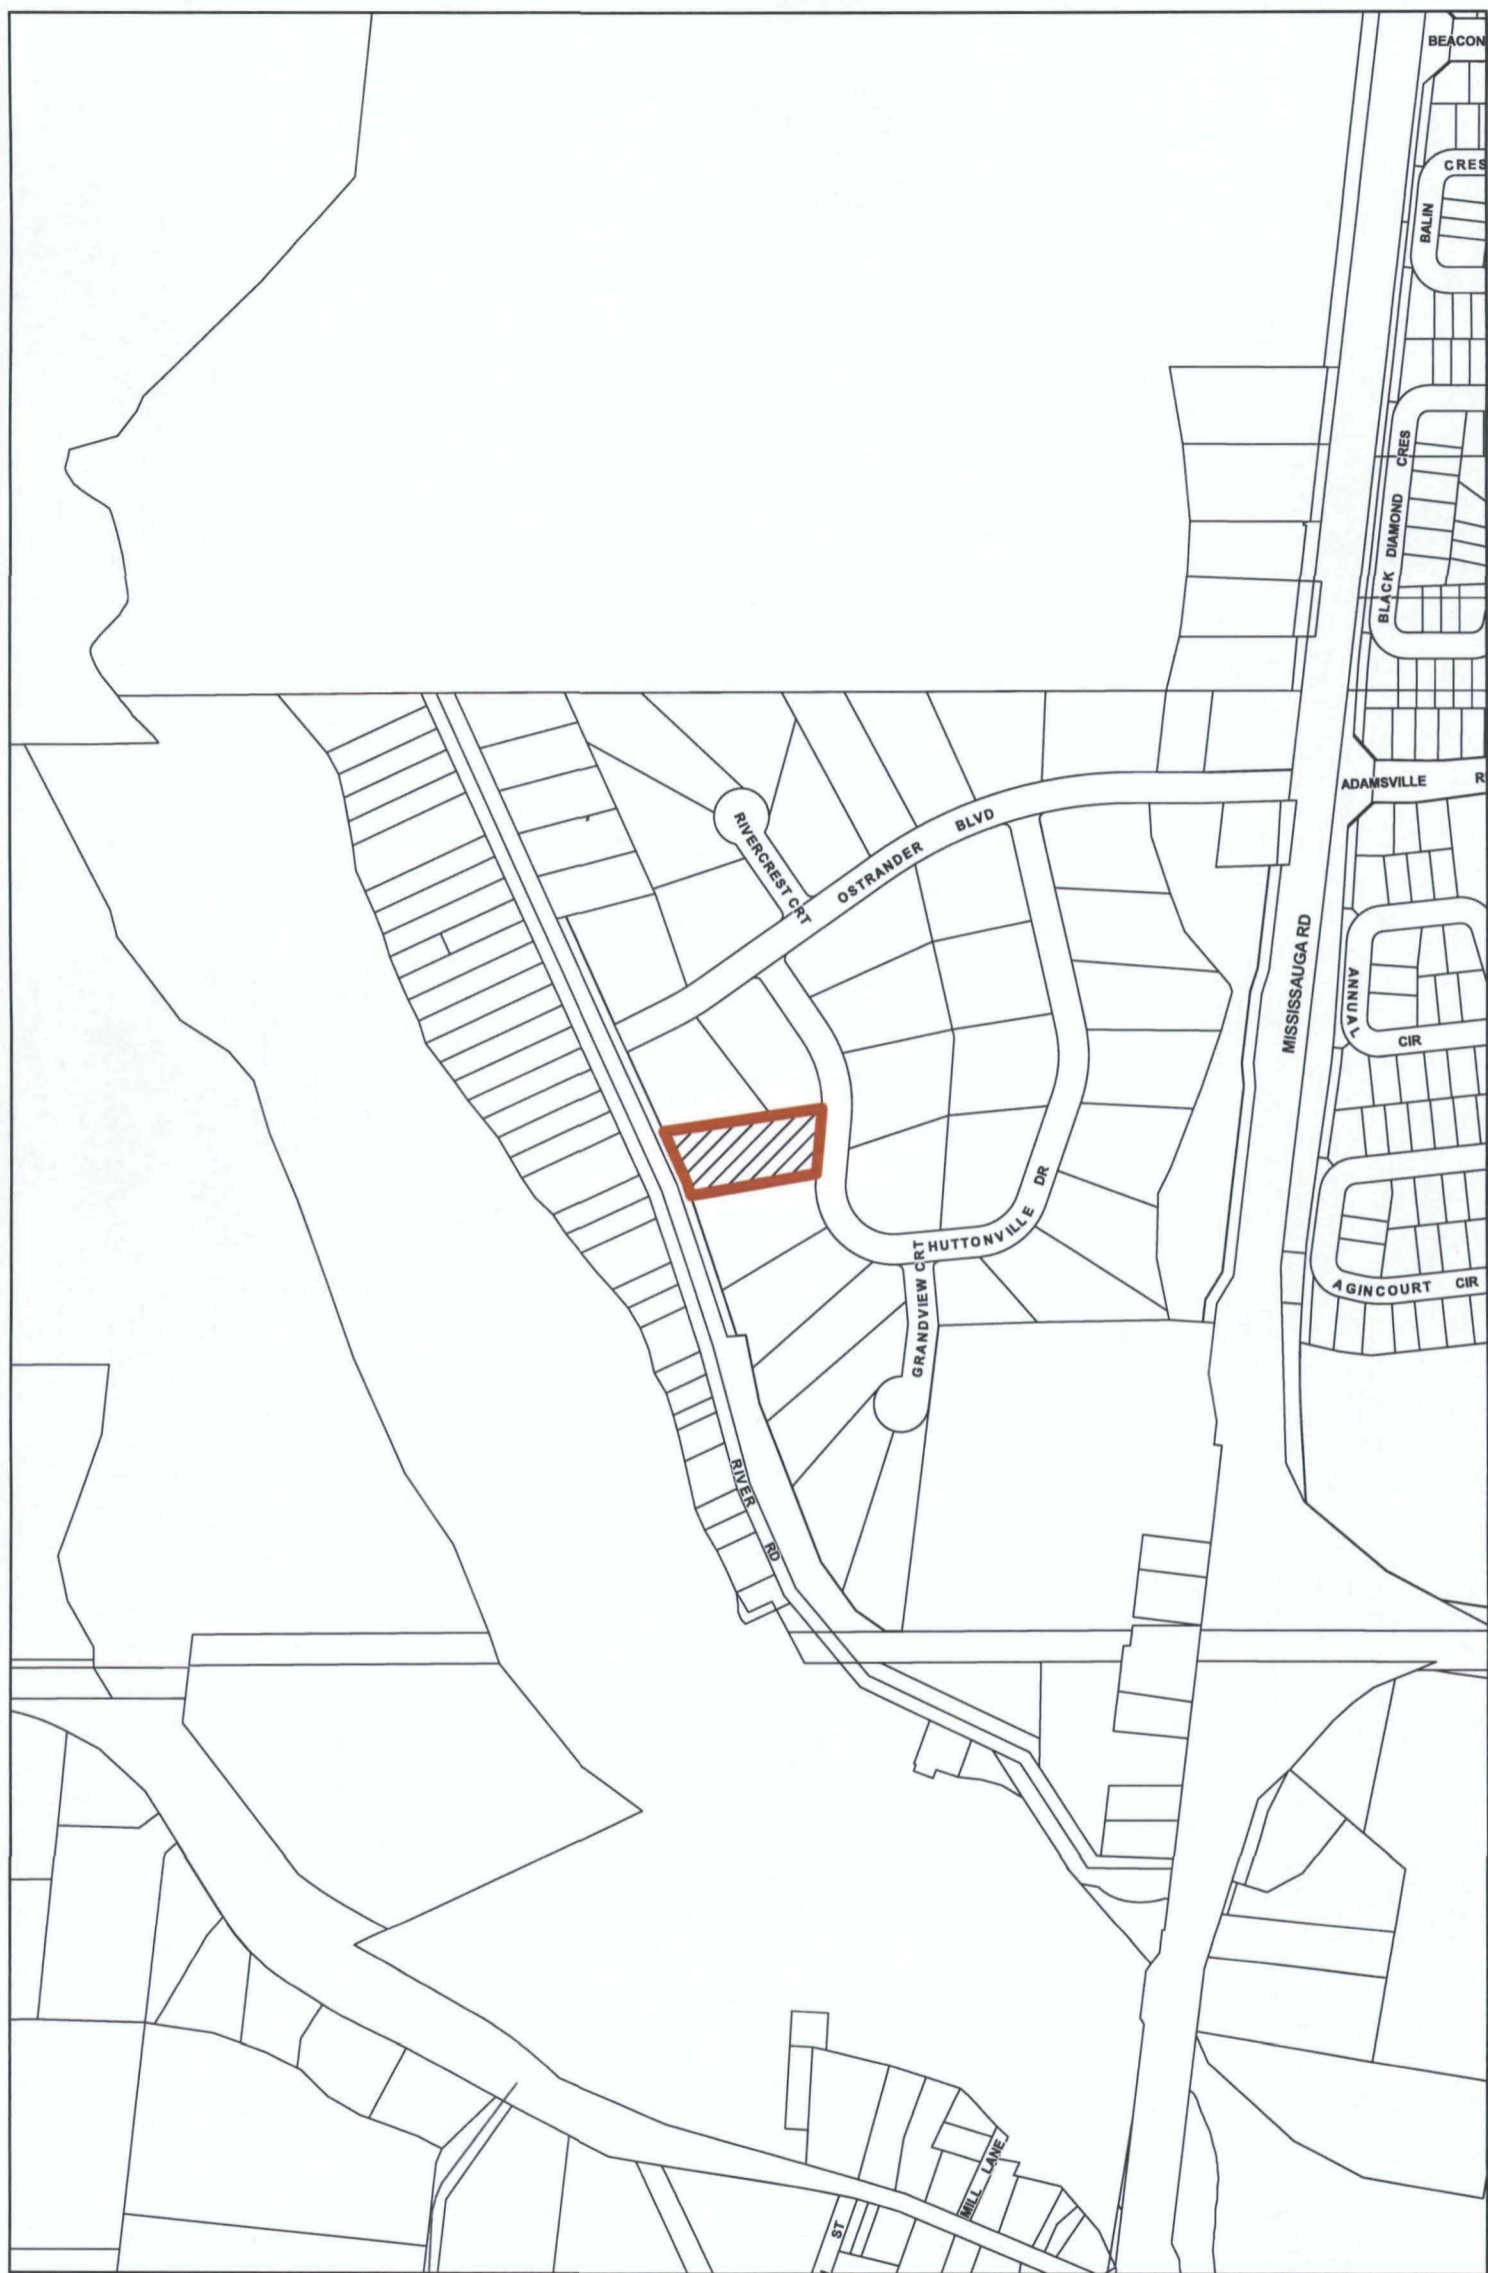 BEACON
CRES
BALIN
BLACK DIAMOND CRES
ADAMSVILLE R
RIVERCREST CRT
OSTRANDER BLVD
MISSISSAUGA RD
ANNUAL CIR
HUTTONVILLE DR
GRANDVIEW CRT
AGINCOURT CIR
RIVER RD
MILL LANE
ST